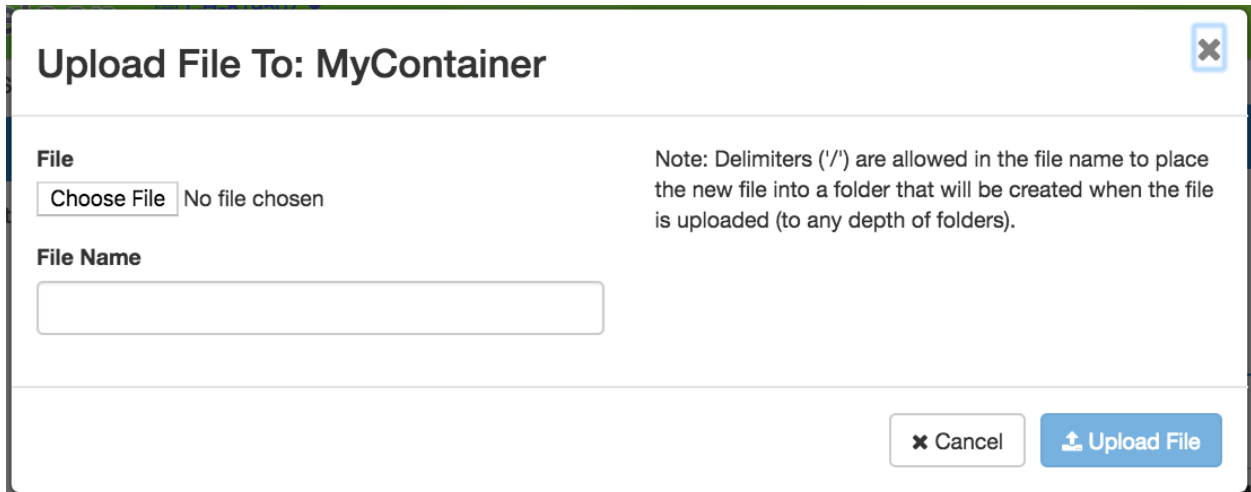 Upload File To: MyContainer
File
Choose File No file chosen
File Name
Note: Delimiters ('/') are allowed in the file name to place
the new file into a folder that will be created when the file
is uploaded (to any depth of folders).
Cancel
Upload File